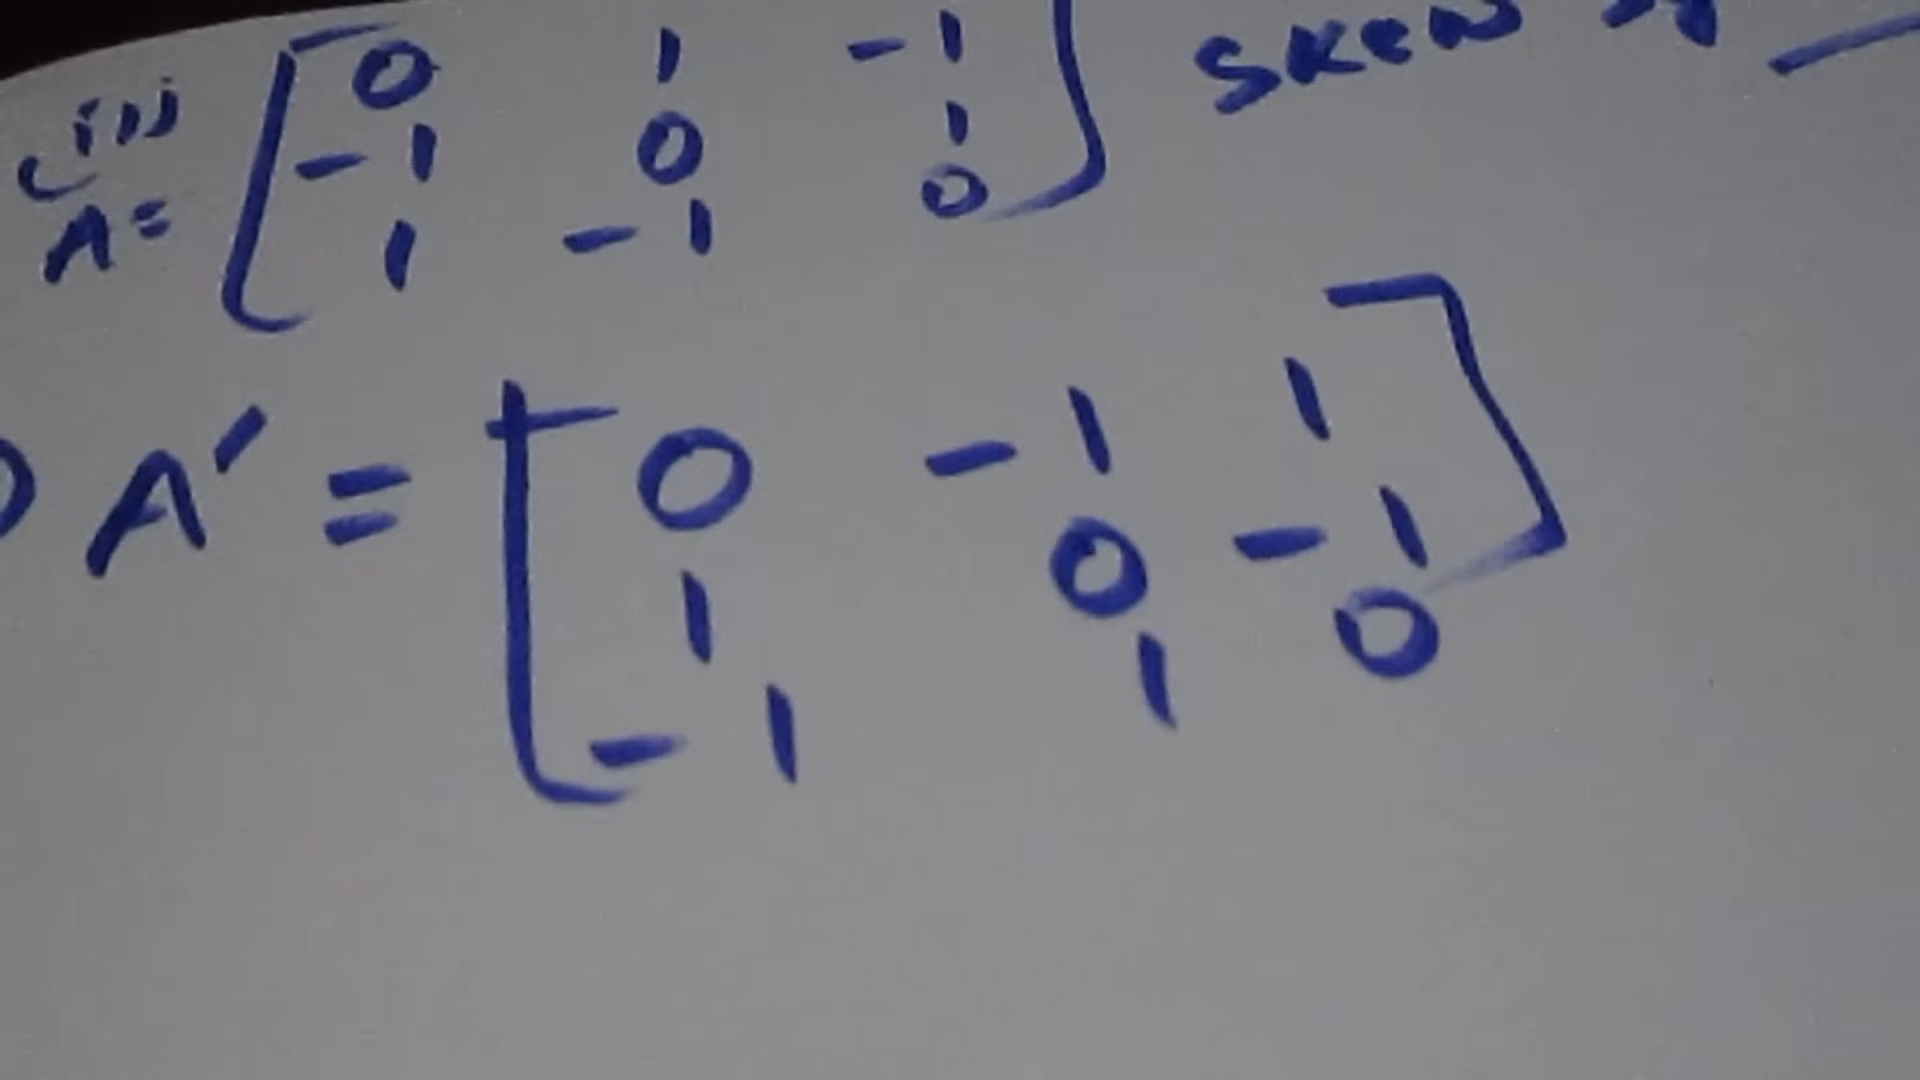 (ii)
A = [ 0 1 -1 ] skew
-1 0 1
1 -1 0
A' = [ 0 -1 1 ]
1 0 -1
-1 1 0